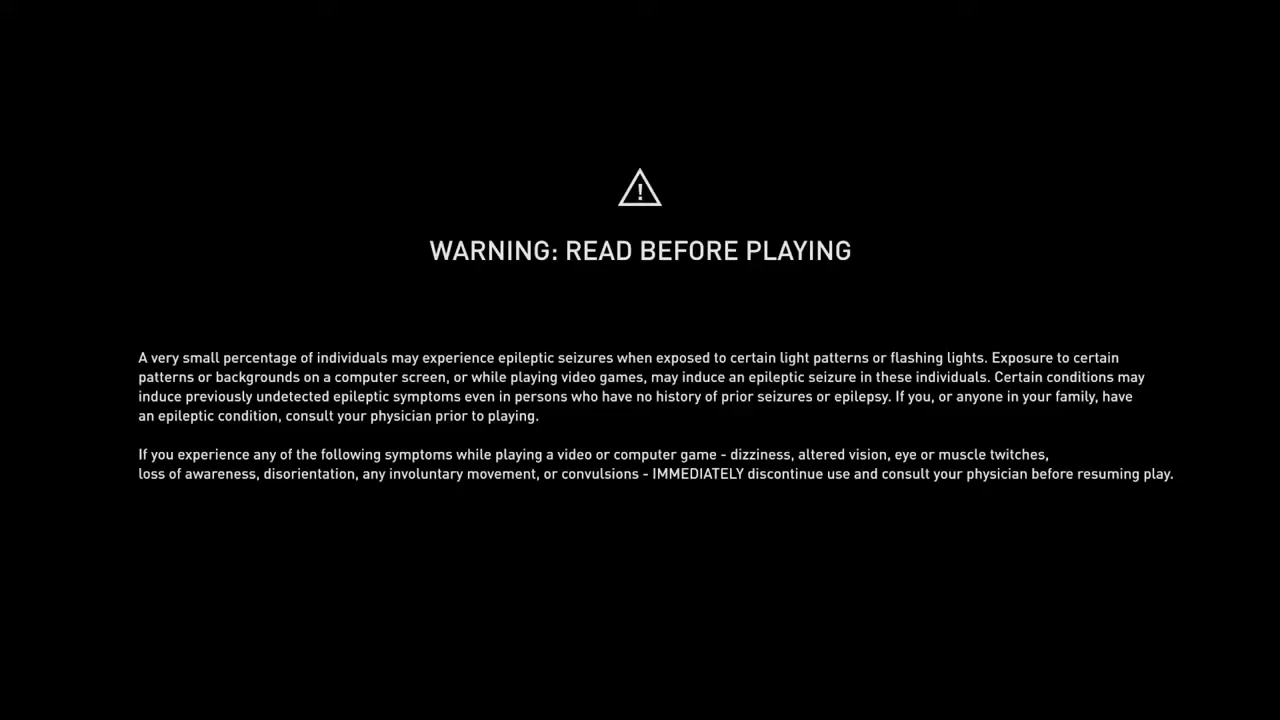 WARNING: READ BEFORE PLAYING
A very small percentage of individuals may experience epileptic seizures when exposed to certain light patterns or flashing lights. Exposure to certain
patterns or backgrounds on a computer screen, or while playing video games, may induce an epileptic seizure in these individuals. Certain conditions may
induce previously undetected epileptic symptoms even in persons who have no history of prior seizures or epilepsy. If you, or anyone in your family, have
an epileptic condition, consult your physician prior to playing.
If you experience any of the following symptoms while playing a video or computer game - dizziness, altered vision, eye or muscle twitches,
loss of awareness, disorientation, any involuntary movement, or convulsions - IMMEDIATELY discontinue use and consult your physician before resuming play.